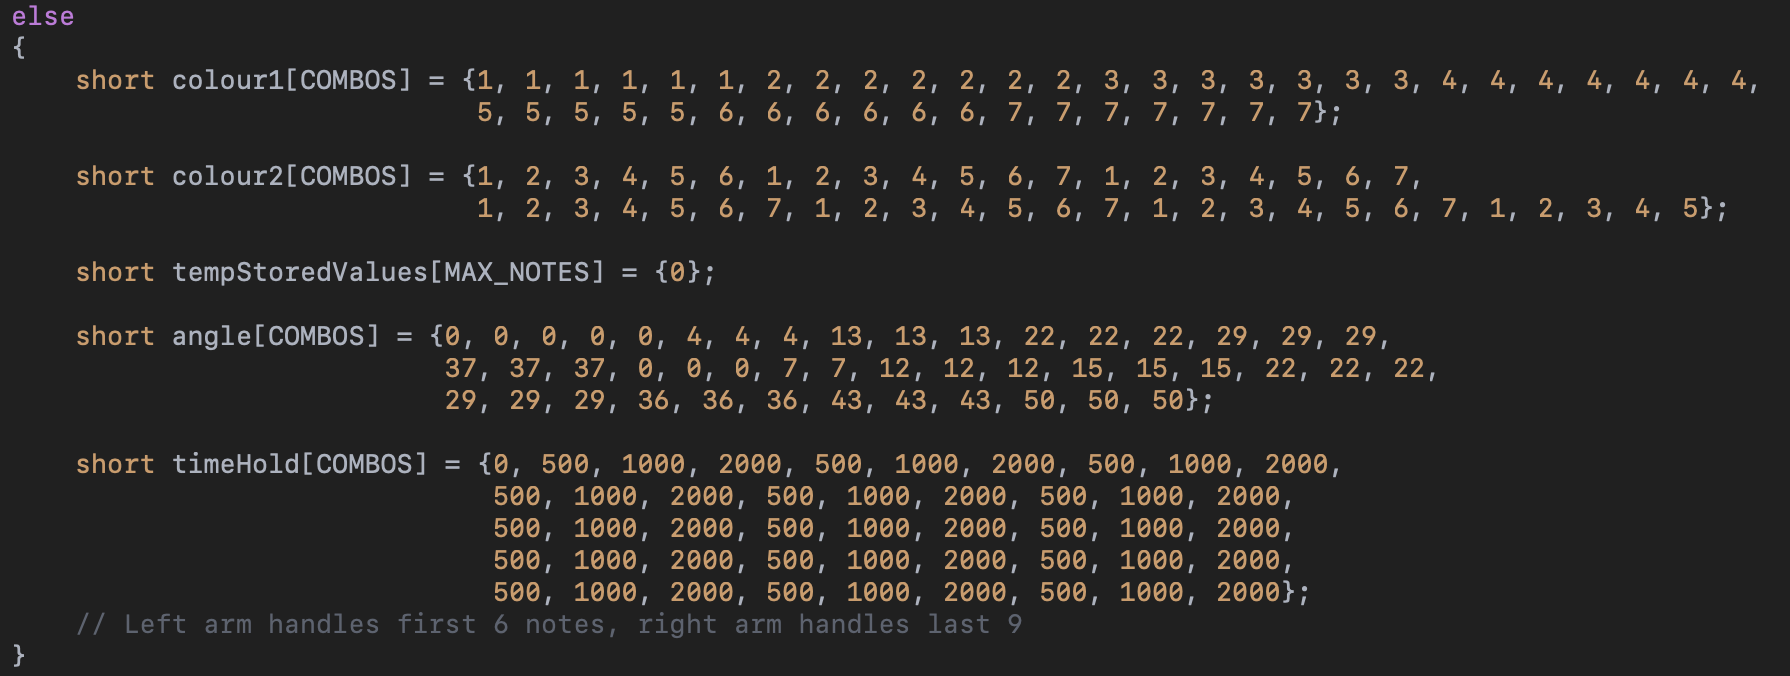 else
{
    short colour1[COMBOS] = {1, 1, 1, 1, 1, 1, 2, 2, 2, 2, 2, 2, 2, 3, 3, 3, 3, 3, 3, 3, 4, 4, 4, 4, 4, 4, 4,
                             5, 5, 5, 5, 5, 6, 6, 6, 6, 6, 6, 7, 7, 7, 7, 7, 7, 7};

    short colour2[COMBOS] = {1, 2, 3, 4, 5, 6, 1, 2, 3, 4, 5, 6, 7, 1, 2, 3, 4, 5, 6, 7,
                             1, 2, 3, 4, 5, 6, 7, 1, 2, 3, 4, 5, 6, 7, 1, 2, 3, 4, 5, 6, 7, 1, 2, 3, 4, 5};

    short tempStoredValues[MAX_NOTES] = {0};

    short angle[COMBOS] = {0, 0, 0, 0, 0, 4, 4, 4, 13, 13, 13, 22, 22, 22, 29, 29, 29,
                           37, 37, 37, 0, 0, 0, 7, 7, 12, 12, 12, 15, 15, 15, 22, 22, 22,
                           29, 29, 29, 36, 36, 36, 43, 43, 43, 50, 50, 50};

    short timeHold[COMBOS] = {0, 500, 1000, 2000, 500, 1000, 2000, 500, 1000, 2000,
                              500, 1000, 2000, 500, 1000, 2000, 500, 1000, 2000,
                              500, 1000, 2000, 500, 1000, 2000, 500, 1000, 2000,
                              500, 1000, 2000, 500, 1000, 2000, 500, 1000, 2000,
                              500, 1000, 2000, 500, 1000, 2000, 500, 1000, 2000};
    // Left arm handles first 6 notes, right arm handles last 9
}